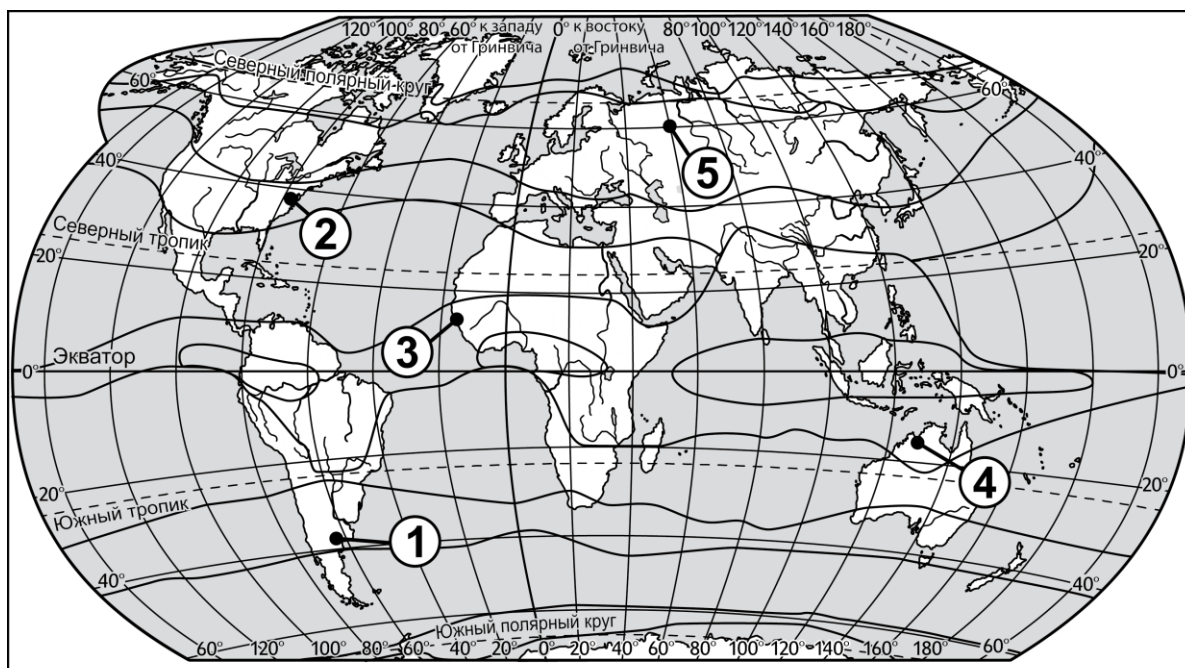 120° 100° 80° 60° к западу 0° к востоку 80° 100° 120° 140° 160° 180°
от Гринвича от Гринвича
Северный полярный круг
60° 60°
40° 40°
5
2
Северный тропик
20° 20°
3
Экватор
0° 0°
4
20° 20°
Южный тропик
1
40° 40°
Южный полярный круг
60° 120° 100° 80° 60° 40° 20° 0° 20° 40° 60° 80° 100° 120° 140° 160° 180° 60°